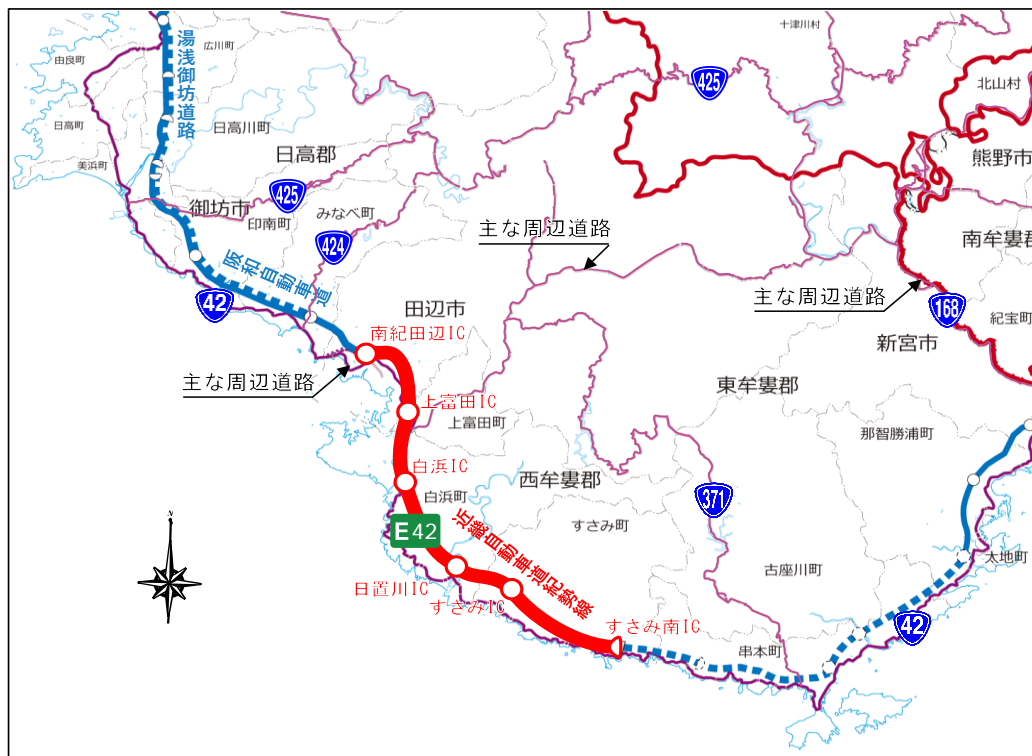 十津川村
広川町
由良町
湯浅御坊道路
425
北山村
日高町
日高川町
日高郡
美浜町
熊野市
425
御坊市
印南町
みなべ町
主な周辺道路
424
南牟婁郡
阪和自動車道
42
主な周辺道路
168
田辺市
紀宝町
南紀田辺IC
新宮市
主な周辺道路
東牟婁郡
上富田IC
上富田町
那智勝浦町
白浜IC
西牟婁郡
白浜町
371
N
E42
近畿自動車道紀勢線
すさみ町
太地町
古座川町
日置川IC
すさみIC
すさみ南IC
42
串本町